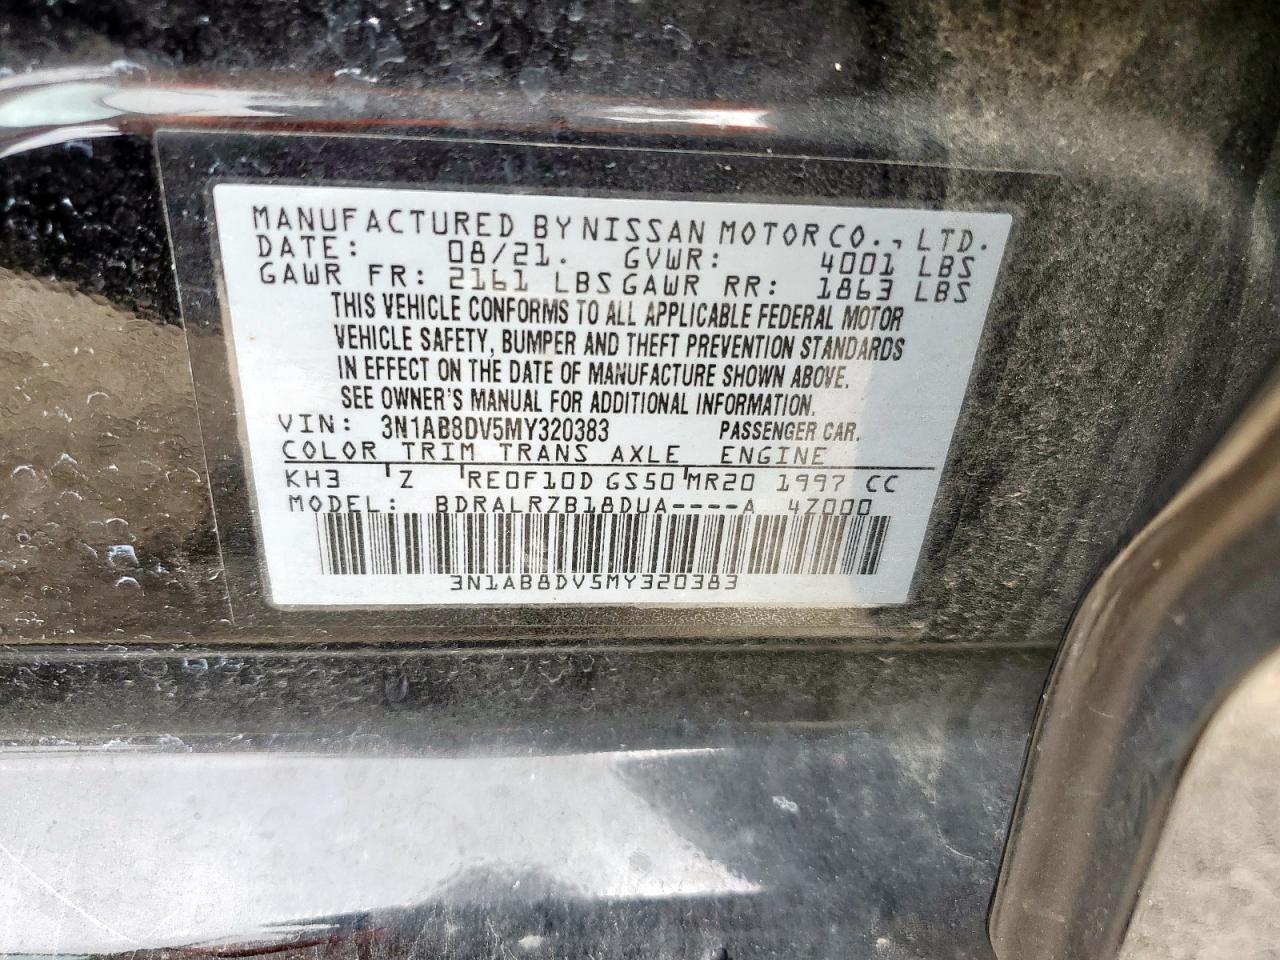 MANUFACTURED BY NISSAN MOTOR CO., LTD.
DATE: 08/21. GVWR: 4001 LBS
GAWR FR: 2161 LBS GAWR RR: 1863 LBS
THIS VEHICLE CONFORMS TO ALL APPLICABLE FEDERAL MOTOR
VEHICLE SAFETY, BUMPER AND THEFT PREVENTION STANDARDS
IN EFFECT ON THE DATE OF MANUFACTURE SHOWN ABOVE.
SEE OWNER'S MANUAL FOR ADDITIONAL INFORMATION.
VIN: 3N1AB8DV5MY320383 PASSENGER CAR.
COLOR TRIM TRANS AXLE ENGINE
KH3 Z RE0F10D GS50 MR20 1997 CC
MODEL: BDRALRZB18DUA----A 47000
3N1AB8DV5MY320383